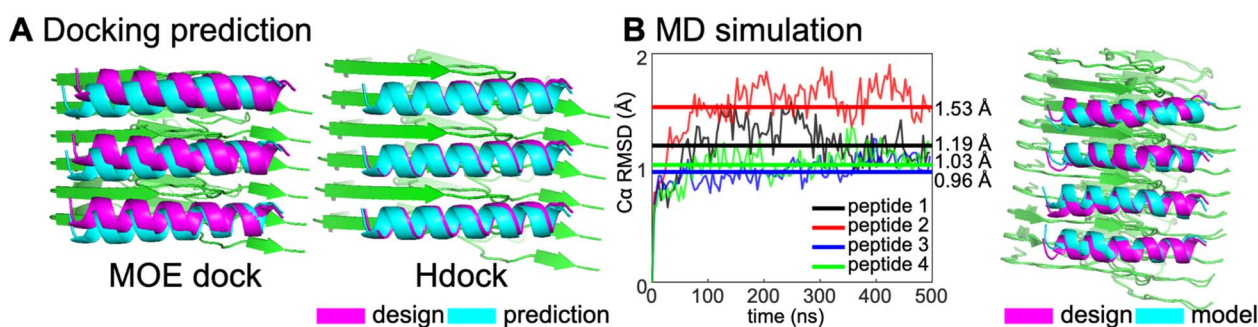 A Docking prediction
MOE dock
Hdock
design prediction
B MD simulation
Cα RMSD (Å)
2
1
0
1.53 Å
1.19 Å
1.03 Å
0.96 Å
peptide 1
peptide 2
peptide 3
peptide 4
0 100 200 300 400 500
time (ns)
design model